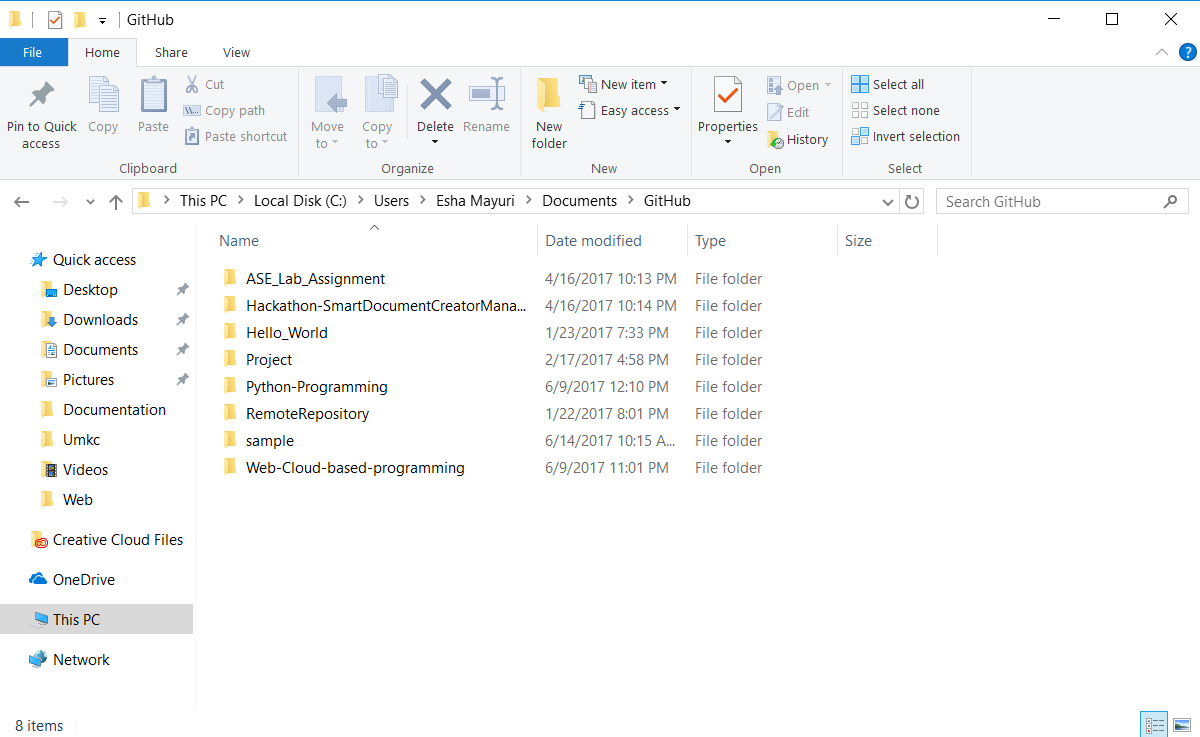 GitHub
File Home Share View
Pin to Quick access
Copy
Paste
Cut
Copy path
Paste shortcut
Clipboard
Move to
Copy to
Delete
Rename
Organize
New folder
New item
Easy access
New
Properties
Open
Edit
History
Open
Select all
Select none
Invert selection
Select
This PC > Local Disk (C:) > Users > Esha Mayuri > Documents > GitHub
Search GitHub
Quick access
Desktop
Downloads
Documents
Pictures
Documentation
Umkc
Videos
Web
Creative Cloud Files
OneDrive
This PC
Network
Name Date modified Type Size
ASE_Lab_Assignment 4/16/2017 10:13 PM File folder
Hackathon-SmartDocumentCreatorMana... 4/16/2017 10:14 PM File folder
Hello_World 1/23/2017 7:33 PM File folder
Project 2/17/2017 4:58 PM File folder
Python-Programming 6/9/2017 12:10 PM File folder
RemoteRepository 1/22/2017 8:01 PM File folder
sample 6/14/2017 10:15 A... File folder
Web-Cloud-based-programming 6/9/2017 11:01 PM File folder
8 items